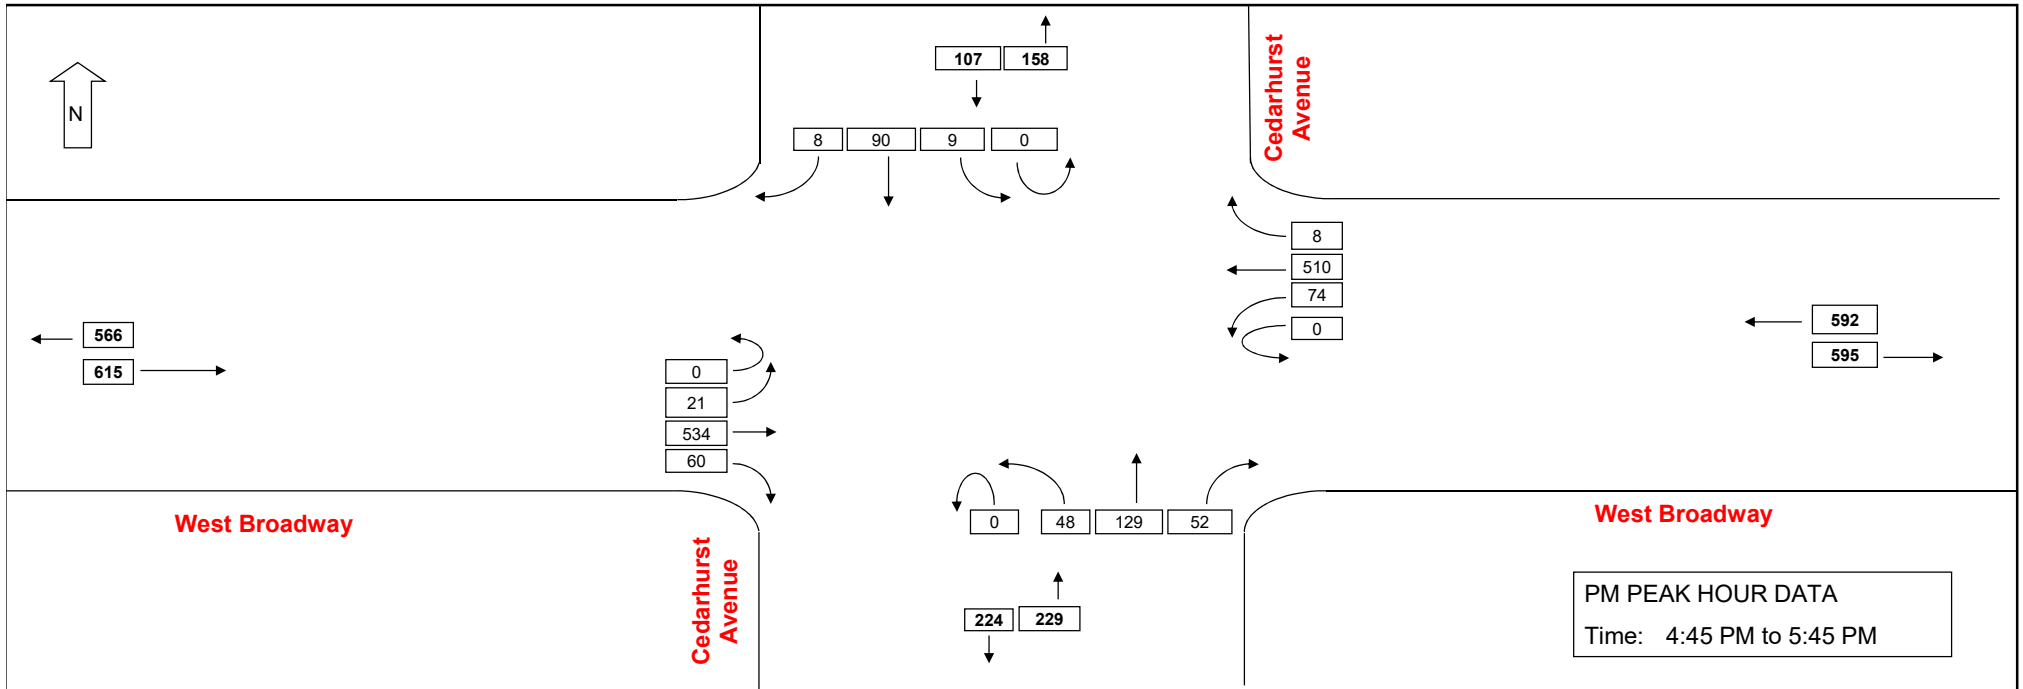 107 158
N
Cedarhurst
Avenue
8 90 9 0
8
510
74
0
566
615
592
595
0
21
534
60
0 48 129 52
West Broadway
West Broadway
Cedarhurst
Avenue
224 229
PM PEAK HOUR DATA
Time: 4:45 PM to 5:45 PM